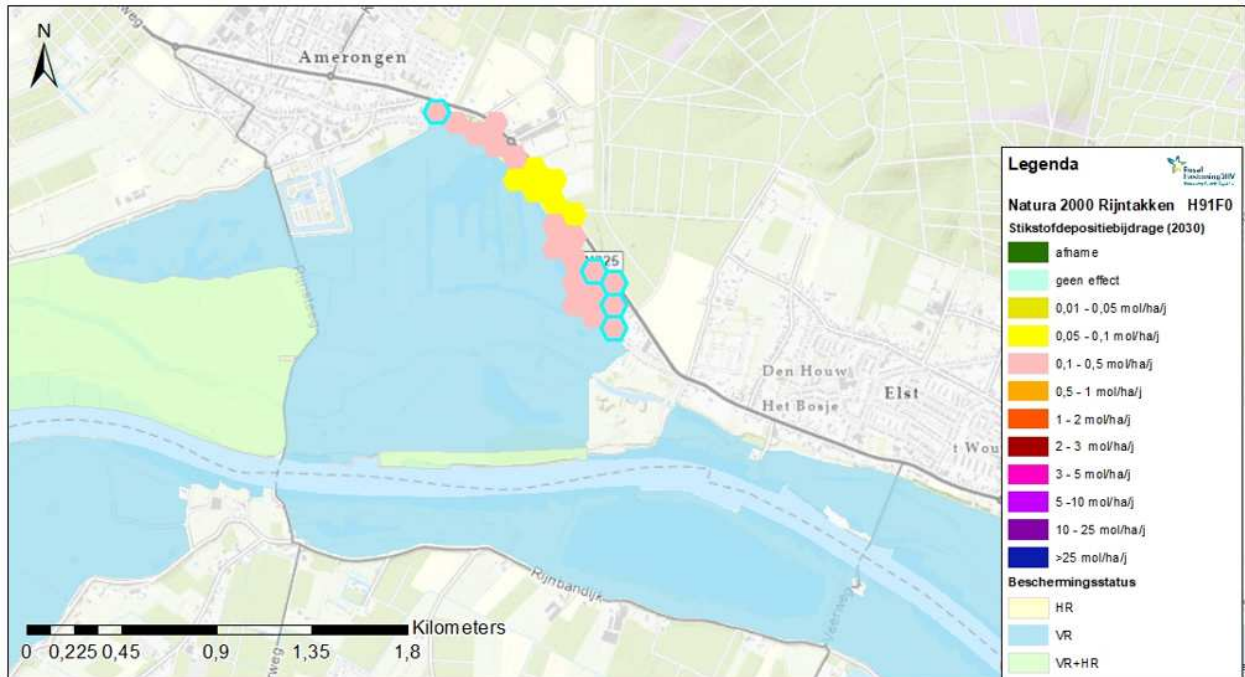 N
Amerongen
Rijnsteeg
Den Houw
Elst
Het Bosje
't Wou
Rijnbandijk
Veerweg
Kilometers
0 0,225 0,45 0,9 1,35 1,8
Legenda
Natura 2000 Rijntakken H91F0
Stikstofdepositiebijdrage (2030)
afname
geen effect
0,01 - 0,05 mol/ha/j
0,05 - 0,1 mol/ha/j
0,1 - 0,5 mol/ha/j
0,5 - 1 mol/ha/j
1 - 2 mol/ha/j
2 - 3 mol/ha/j
3 - 5 mol/ha/j
5 -10 mol/ha/j
10 - 25 mol/ha/j
>25 mol/ha/j
Beschermingsstatus
HR
VR
VR+HR